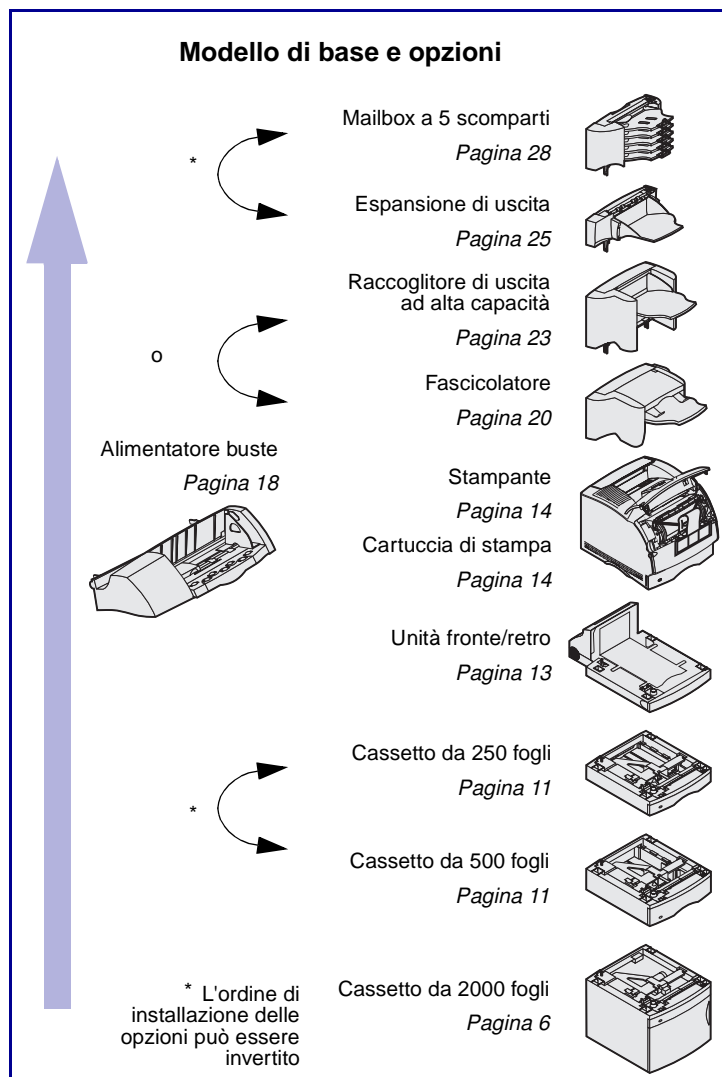 Modello di base e opzioni
Mailbox a 5 scomparti
Pagina 28
*
Espansione di uscita
Pagina 25
Raccoglitore di uscita
ad alta capacità
Pagina 23
o
Fascicolatore
Pagina 20
Alimentatore buste
Pagina 18
Stampante
Pagina 14
Cartuccia di stampa
Pagina 14
Unità fronte/retro
Pagina 13
Cassetto da 250 fogli
Pagina 11
*
Cassetto da 500 fogli
Pagina 11
* L'ordine di
installazione delle
opzioni può essere
invertito
Cassetto da 2000 fogli
Pagina 6